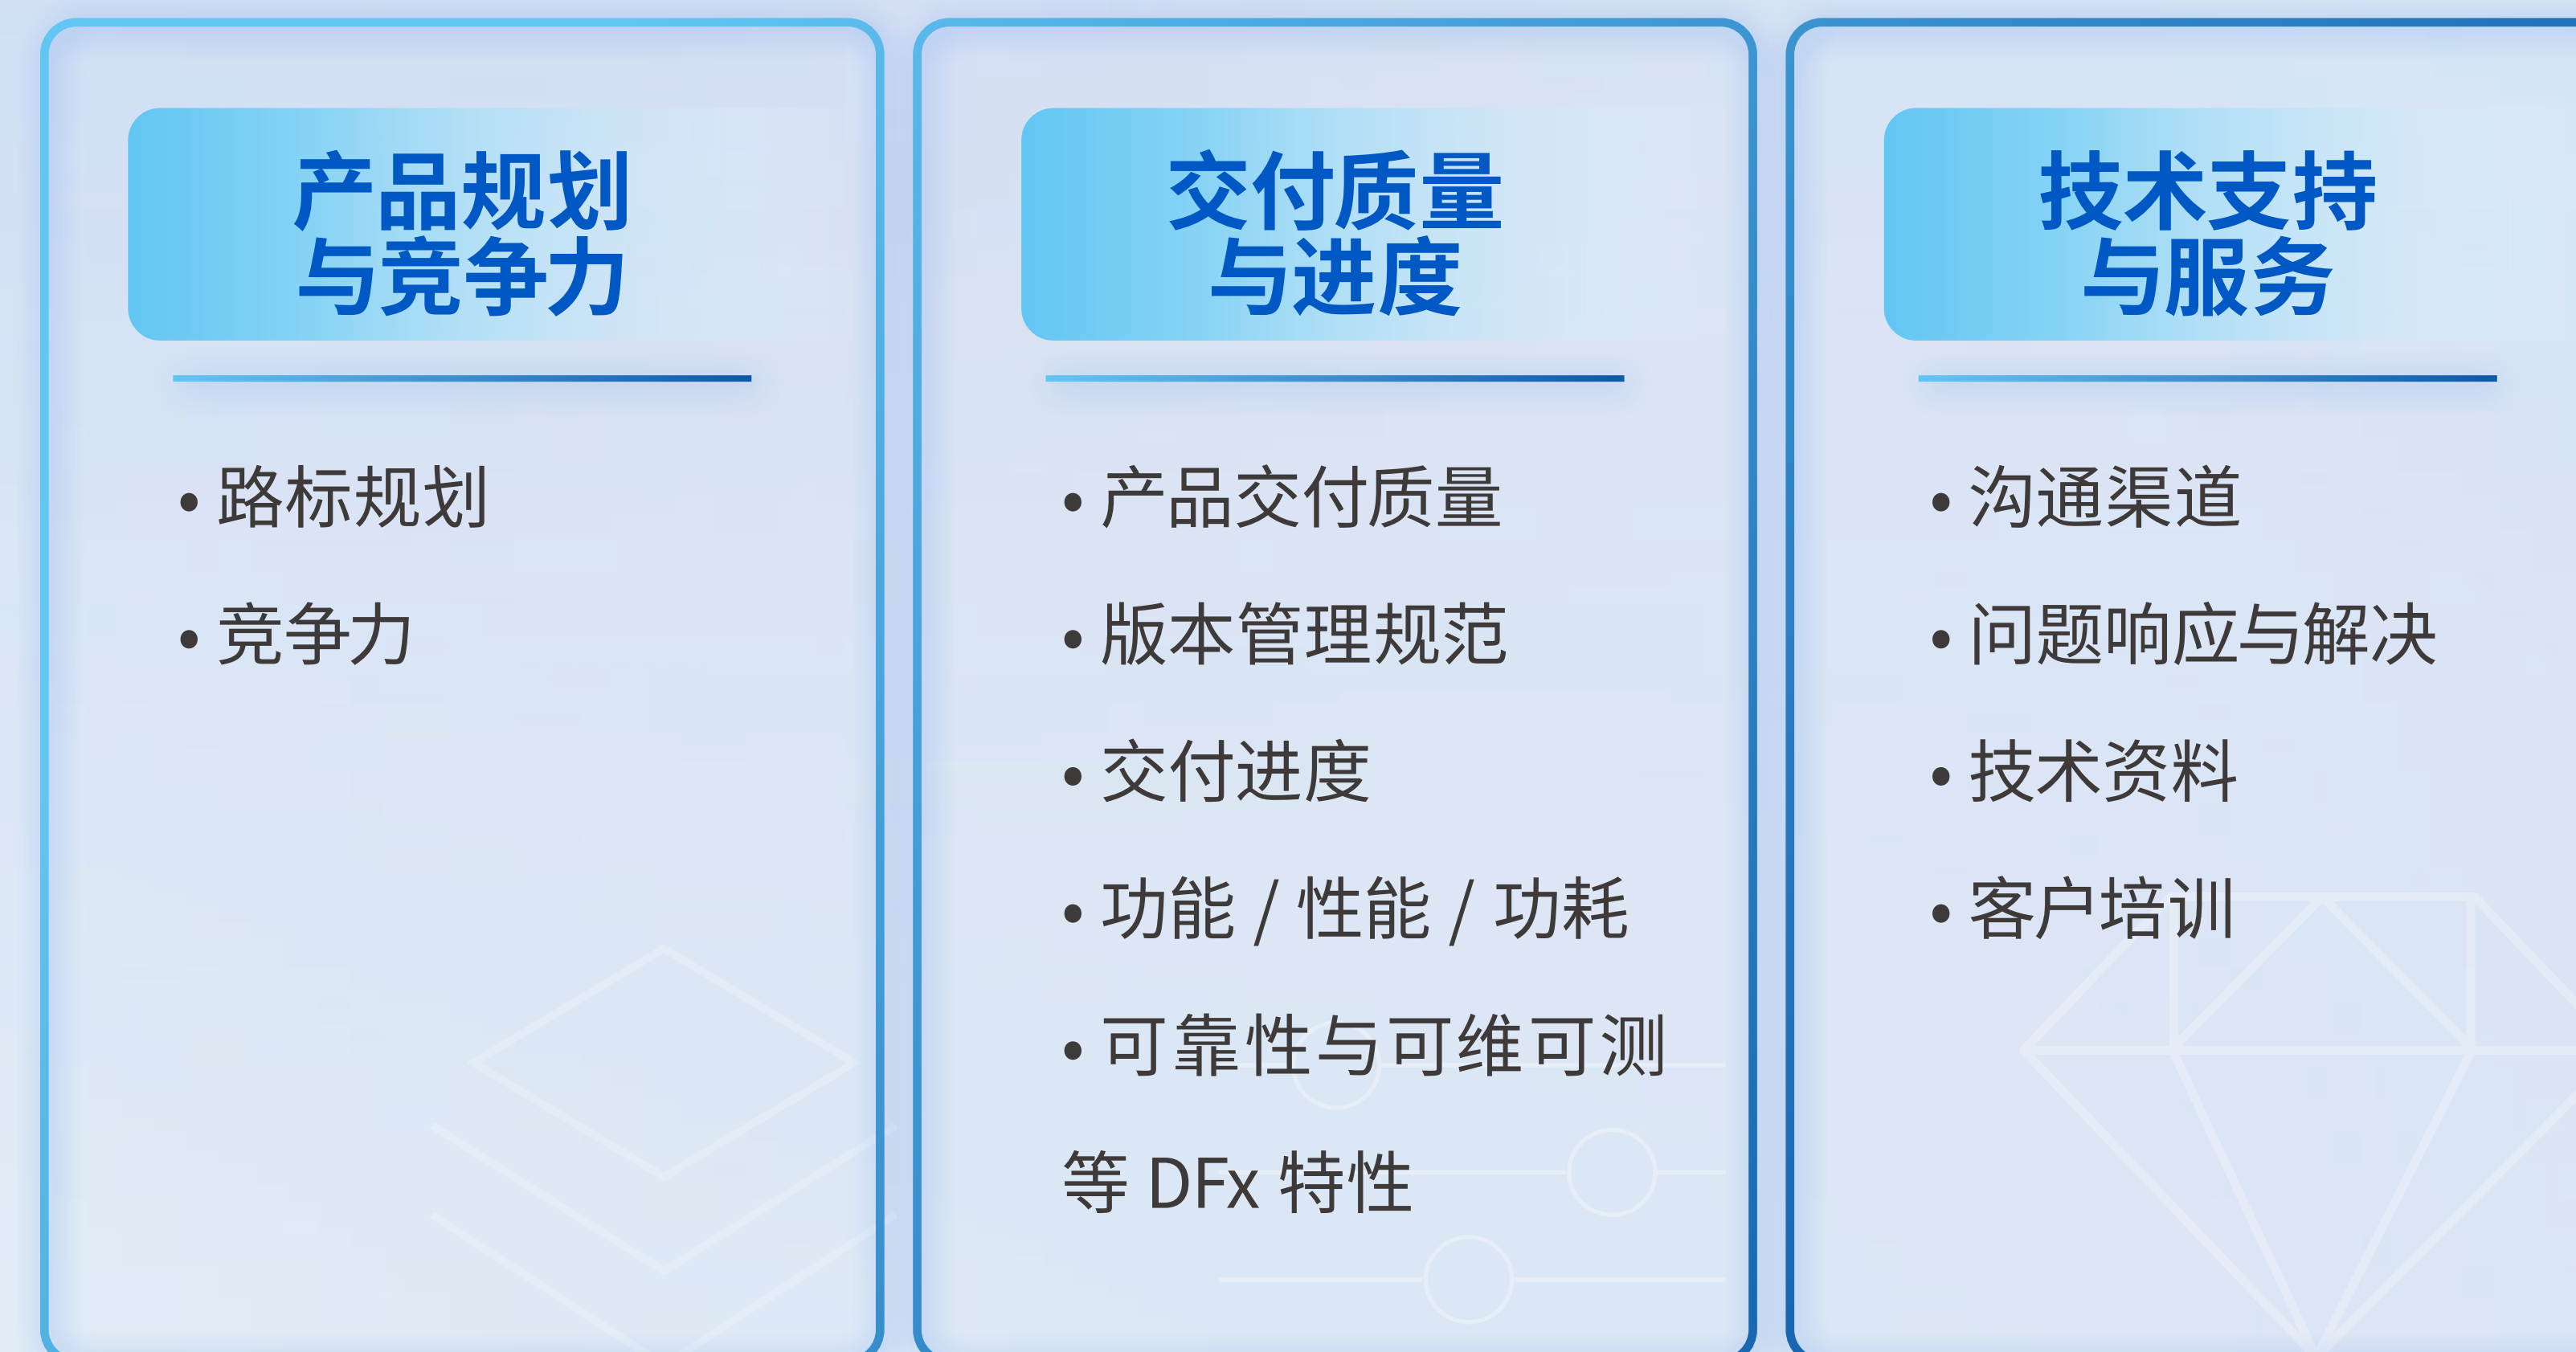 产品规划
与竞争力
• 路标规划
• 竞争力
交付质量
与进度
• 产品交付质量
• 版本管理规范
• 交付进度
• 功能 / 性能 / 功耗
• 可靠性与可维可测
等 DFx 特性
技术支持
与服务
• 沟通渠道
• 问题响应与解决
• 技术资料
• 客户培训